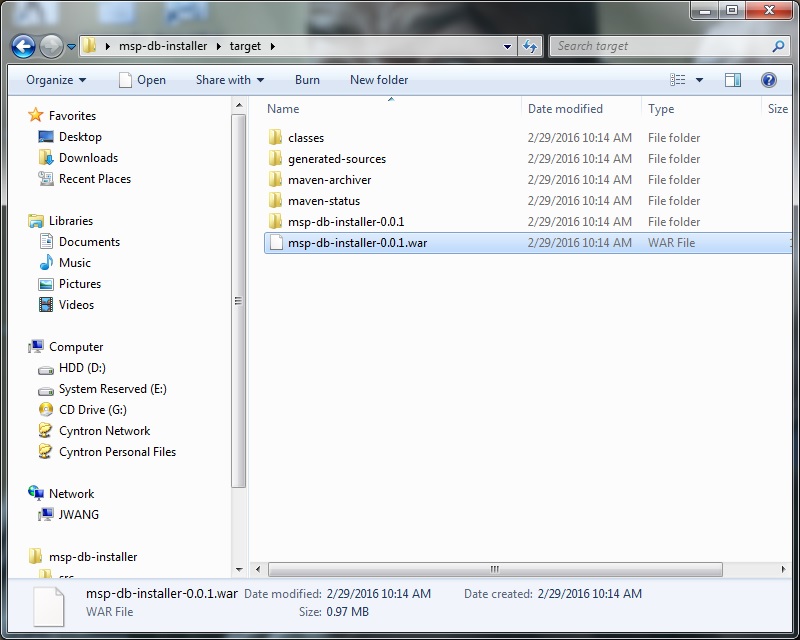 msp-db-installer target
Search target
Organize Open Share with Burn New folder
Name Date modified Type Size
Favorites
Desktop
Downloads
Recent Places
Libraries
Documents
Music
Pictures
Videos
Computer
HDD (D:)
System Reserved (E:)
CD Drive (G:)
Cyntron Network
Cyntron Personal Files
Network
JWANG
msp-db-installer
src
classes 2/29/2016 10:14 AM File folder
generated-sources 2/29/2016 10:14 AM File folder
maven-archiver 2/29/2016 10:14 AM File folder
maven-status 2/29/2016 10:14 AM File folder
msp-db-installer-0.0.1 2/29/2016 10:14 AM File folder
msp-db-installer-0.0.1.war 2/29/2016 10:14 AM WAR File
msp-db-installer-0.0.1.war Date modified: 2/29/2016 10:14 AM Date created: 2/29/2016 10:14 AM
WAR File Size: 0.97 MB